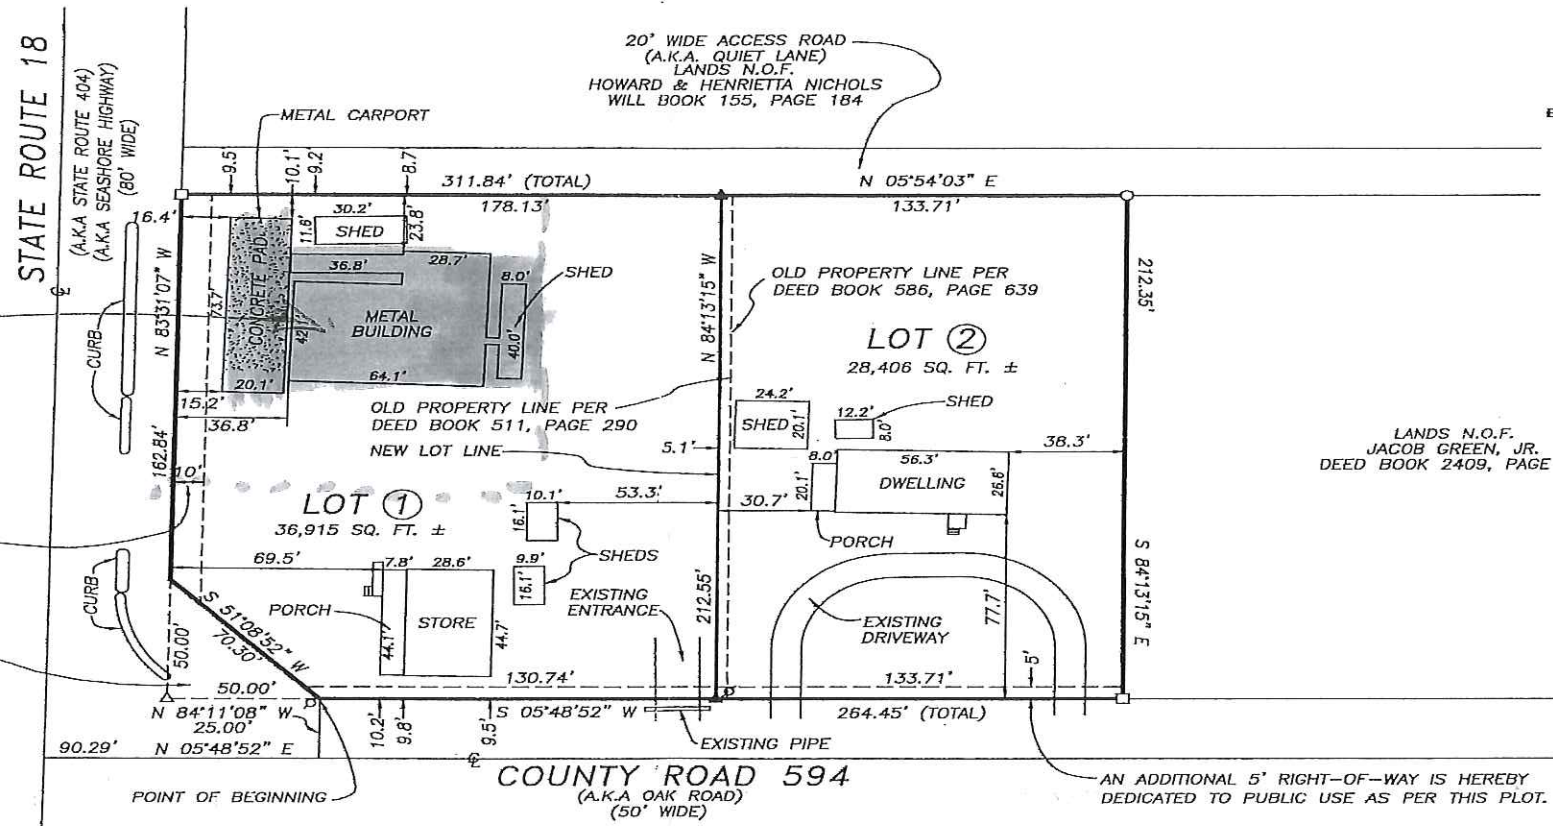 STATE ROUTE 18
(A.K.A STATE ROUTE 404)
(A.K.A SEASHORE HIGHWAY)
(80' WIDE)
20' WIDE ACCESS ROAD
(A.K.A. QUIET LANE)
LANDS N.O.F.
HOWARD & HENRIETTA NICHOLS
WILL BOOK 155, PAGE 184
METAL CARPORT
9.5'
10.1'
9.2'
8.7'
311.84' (TOTAL)
N 05°54'03" E
178.13'
133.71'
16.4'
30.2'
11.6'
SHED
23.8'
CONCRETE PAD
73.7'
36.8'
28.7'
8.0'
SHED
METAL
BUILDING
40.0'
64.1'
20.1'
15.2'
36.8'
N 83°31'07" W
162.84'
CURB
OLD PROPERTY LINE PER
DEED BOOK 511, PAGE 290
NEW LOT LINE
5.1'
N 84°13'15" W
212.55'
OLD PROPERTY LINE PER
DEED BOOK 586, PAGE 639
LOT 2
28,406 SQ. FT. ±
24.2'
SHED
20.1'
12.2'
8.0'
SHED
38.3'
8.0'
56.3'
DWELLING
20.1'
26.6'
30.7'
PORCH
212.35'
S 84°13'15" E
LANDS N.O.F.
JACOB GREEN, JR.
DEED BOOK 2409, PAGE
10'
LOT 1
36,915 SQ. FT. ±
10.1'
53.3'
16.1'
SHEDS
9.9'
16.1'
69.5'
7.8'
28.6'
PORCH
STORE
44.1'
44.7'
EXISTING
ENTRANCE
EXISTING
DRIVEWAY
77.7'
5'
CURB
S 51°08'52" W
70.30'
50.00'
50.00'
130.74'
133.71'
N 84°11'08" W
25.00'
10.2'
9.8'
9.5'
S 05°48'52" W
264.45' (TOTAL)
90.29'
N 05°48'52" E
EXISTING PIPE
COUNTY ROAD 594
(A.K.A OAK ROAD)
(50' WIDE)
POINT OF BEGINNING
AN ADDITIONAL 5' RIGHT-OF-WAY IS HEREBY
DEDICATED TO PUBLIC USE AS PER THIS PLOT.